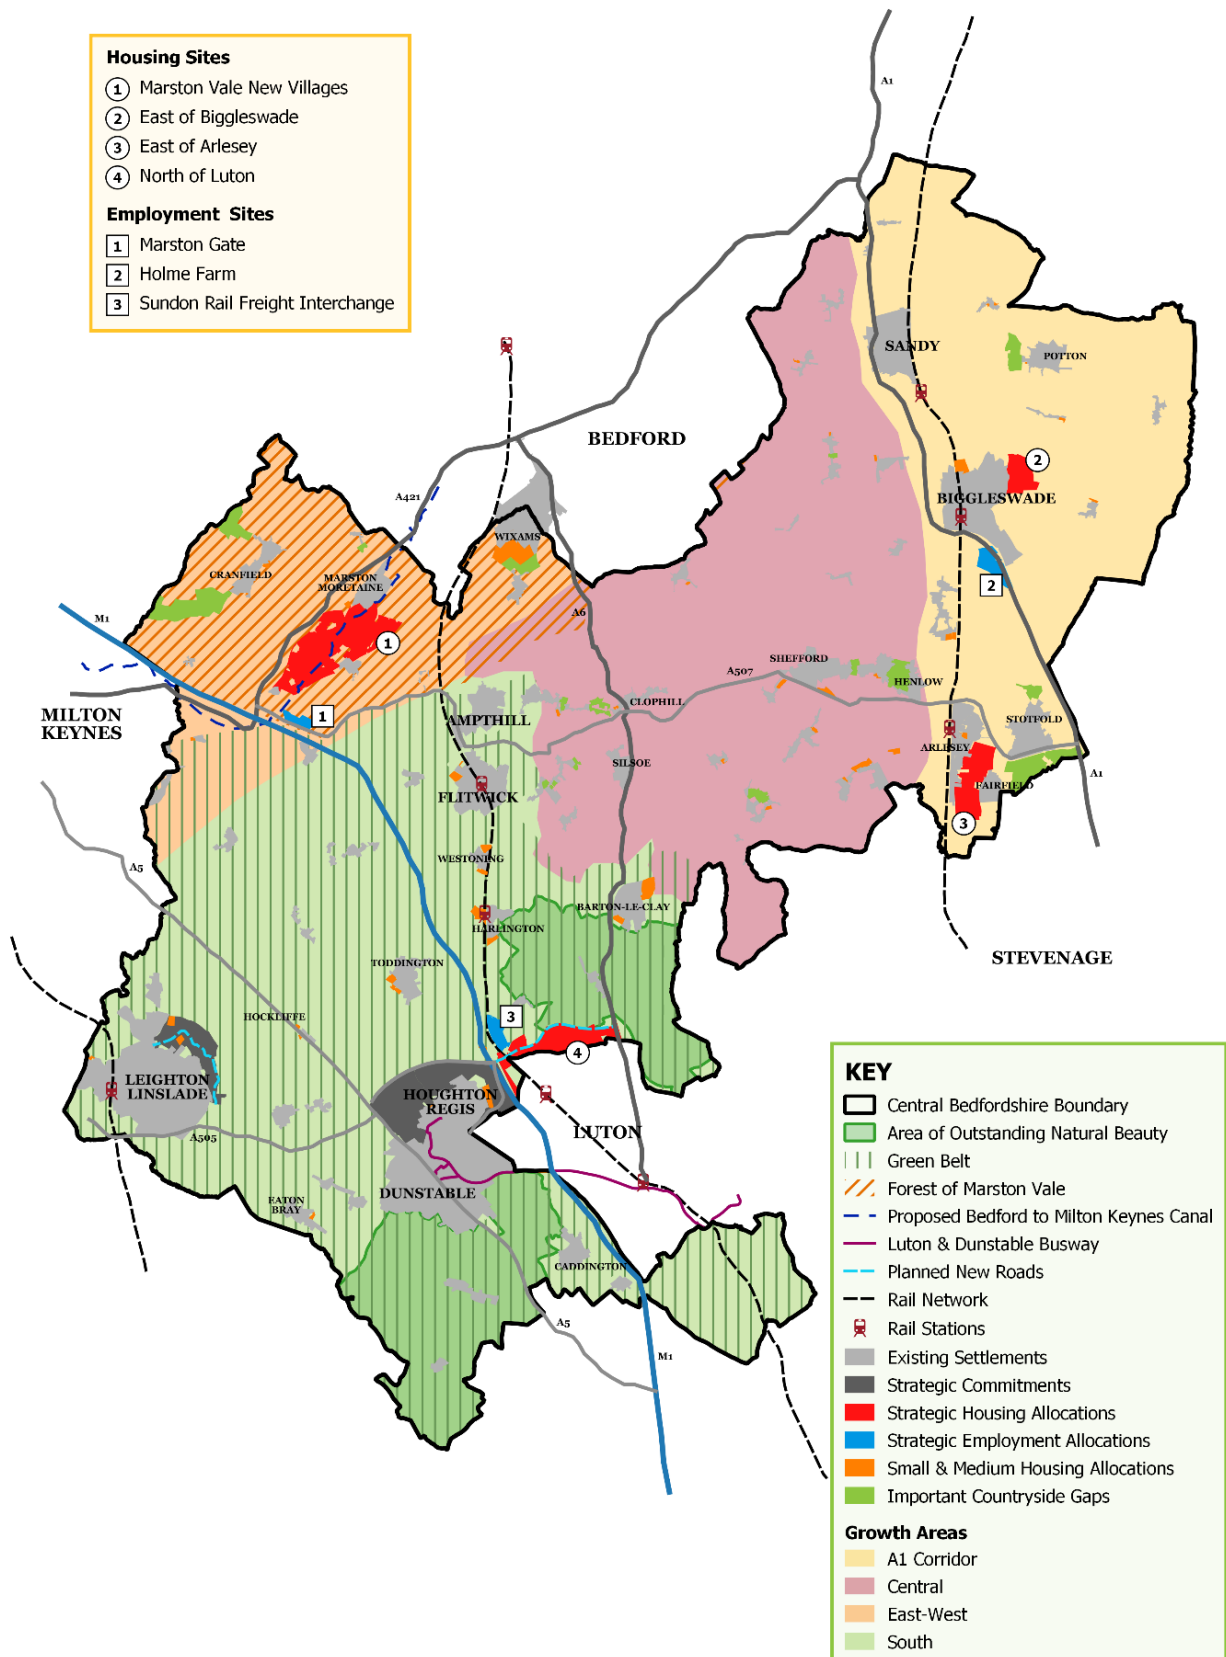 Housing Sites
1 Marston Vale New Villages
2 East of Biggleswade
3 East of Arlesey
4 North of Luton
Employment Sites
1 Marston Gate
2 Holme Farm
3 Sundon Rail Freight Interchange
A1
SANDY
POTTON
BEDFORD
2
BIGGLESWADE
A421
WIXAMS
CRANFIELD
MARSTON
MORETAINE
2
M1
A6
1
SHEFFORD
A507
HENLOW
CLOPHILL
MILTON
KEYNES
1
AMPTHILL
STOTFOLD
ARLESEY
SILSOE
A1
FLITWICK
FAIRFIELD
3
A5
WESTONING
BARTON-LE-CLAY
HARLINGTON
STEVENAGE
TODDINGTON
HOCKLIFFE
3
4
LEIGHTON
LINSLADE
HOUGHTON
REGIS
LUTON
A505
DUNSTABLE
EATON
BRAY
CADDINGTON
A5
M1
KEY
Central Bedfordshire Boundary
Area of Outstanding Natural Beauty
Green Belt
Forest of Marston Vale
Proposed Bedford to Milton Keynes Canal
Luton & Dunstable Busway
Planned New Roads
Rail Network
Rail Stations
Existing Settlements
Strategic Commitments
Strategic Housing Allocations
Strategic Employment Allocations
Small & Medium Housing Allocations
Important Countryside Gaps
Growth Areas
A1 Corridor
Central
East-West
South